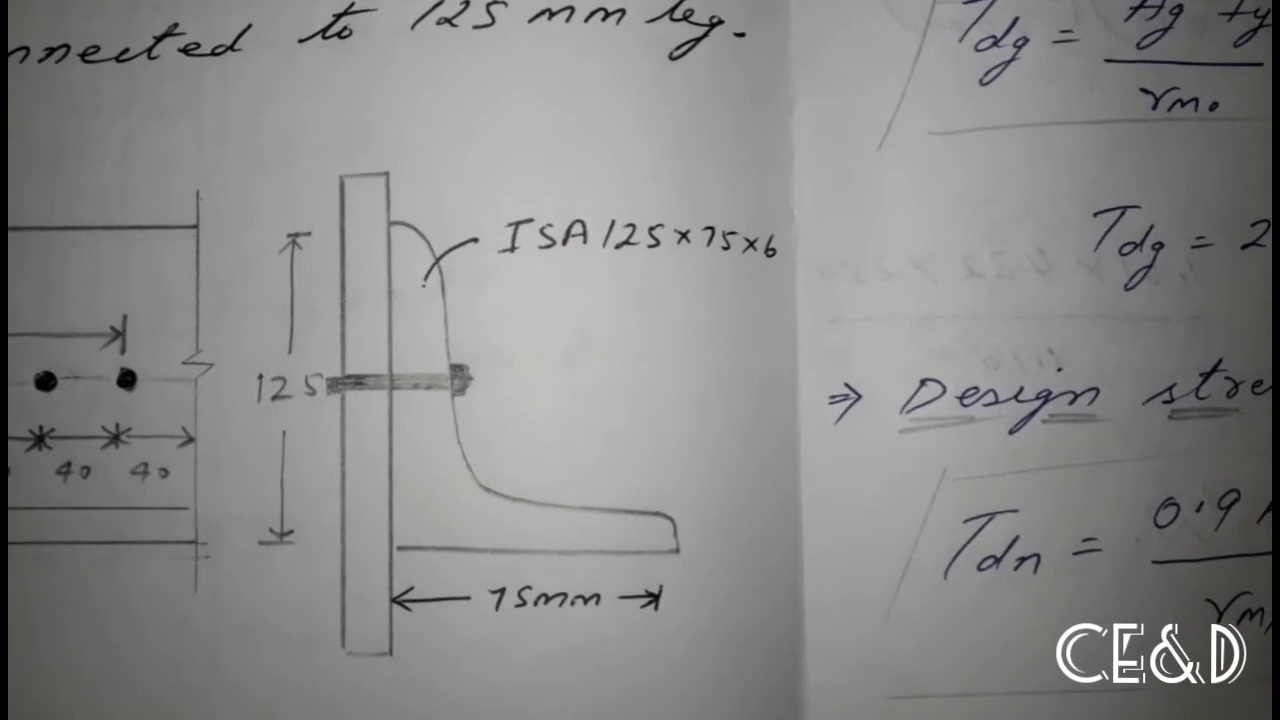 nnected to 125 mm leg.
ISA 125×75×6
125
40 40
75mm
Tdg = Ag fy
γm0
Tdg = 2
⇒ Design stre
Tdn = 0.9
γm
CE&D